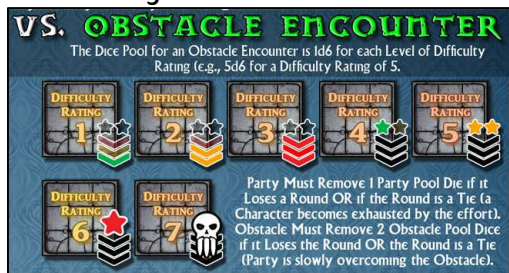 VS. OBSTACLE ENCOUNTER
The Dice Pool for an Obstacle Encounter is 1d6 for each Level of Difficulty
Rating (e.g., 5d6 for a Difficulty Rating of 5.
Difficulty Rating 1
Difficulty Rating 2
Difficulty Rating 3
Difficulty Rating 4
Difficulty Rating 5
Difficulty Rating 6
Difficulty Rating 7
Party Must Remove 1 Party Pool Die if it
Loses a Round OR if the Round is a Tie (a
Character becomes exhausted by the effort).
Obstacle Must Remove 2 Obstacle Pool Dice
if it Loses the Round OR the Round is a Tie
(Party is slowly overcoming the Obstacle).